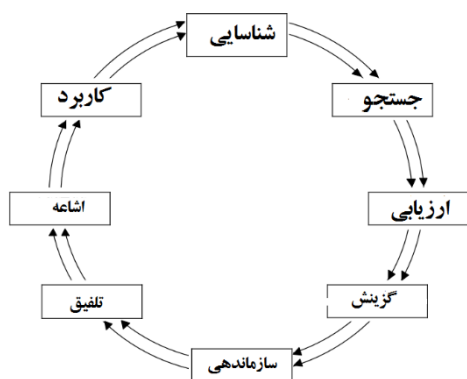 شناسایی
جستجو
ارزیابی
گزینش
سازماندهی
تلفیق
اشاعه
کاربرد